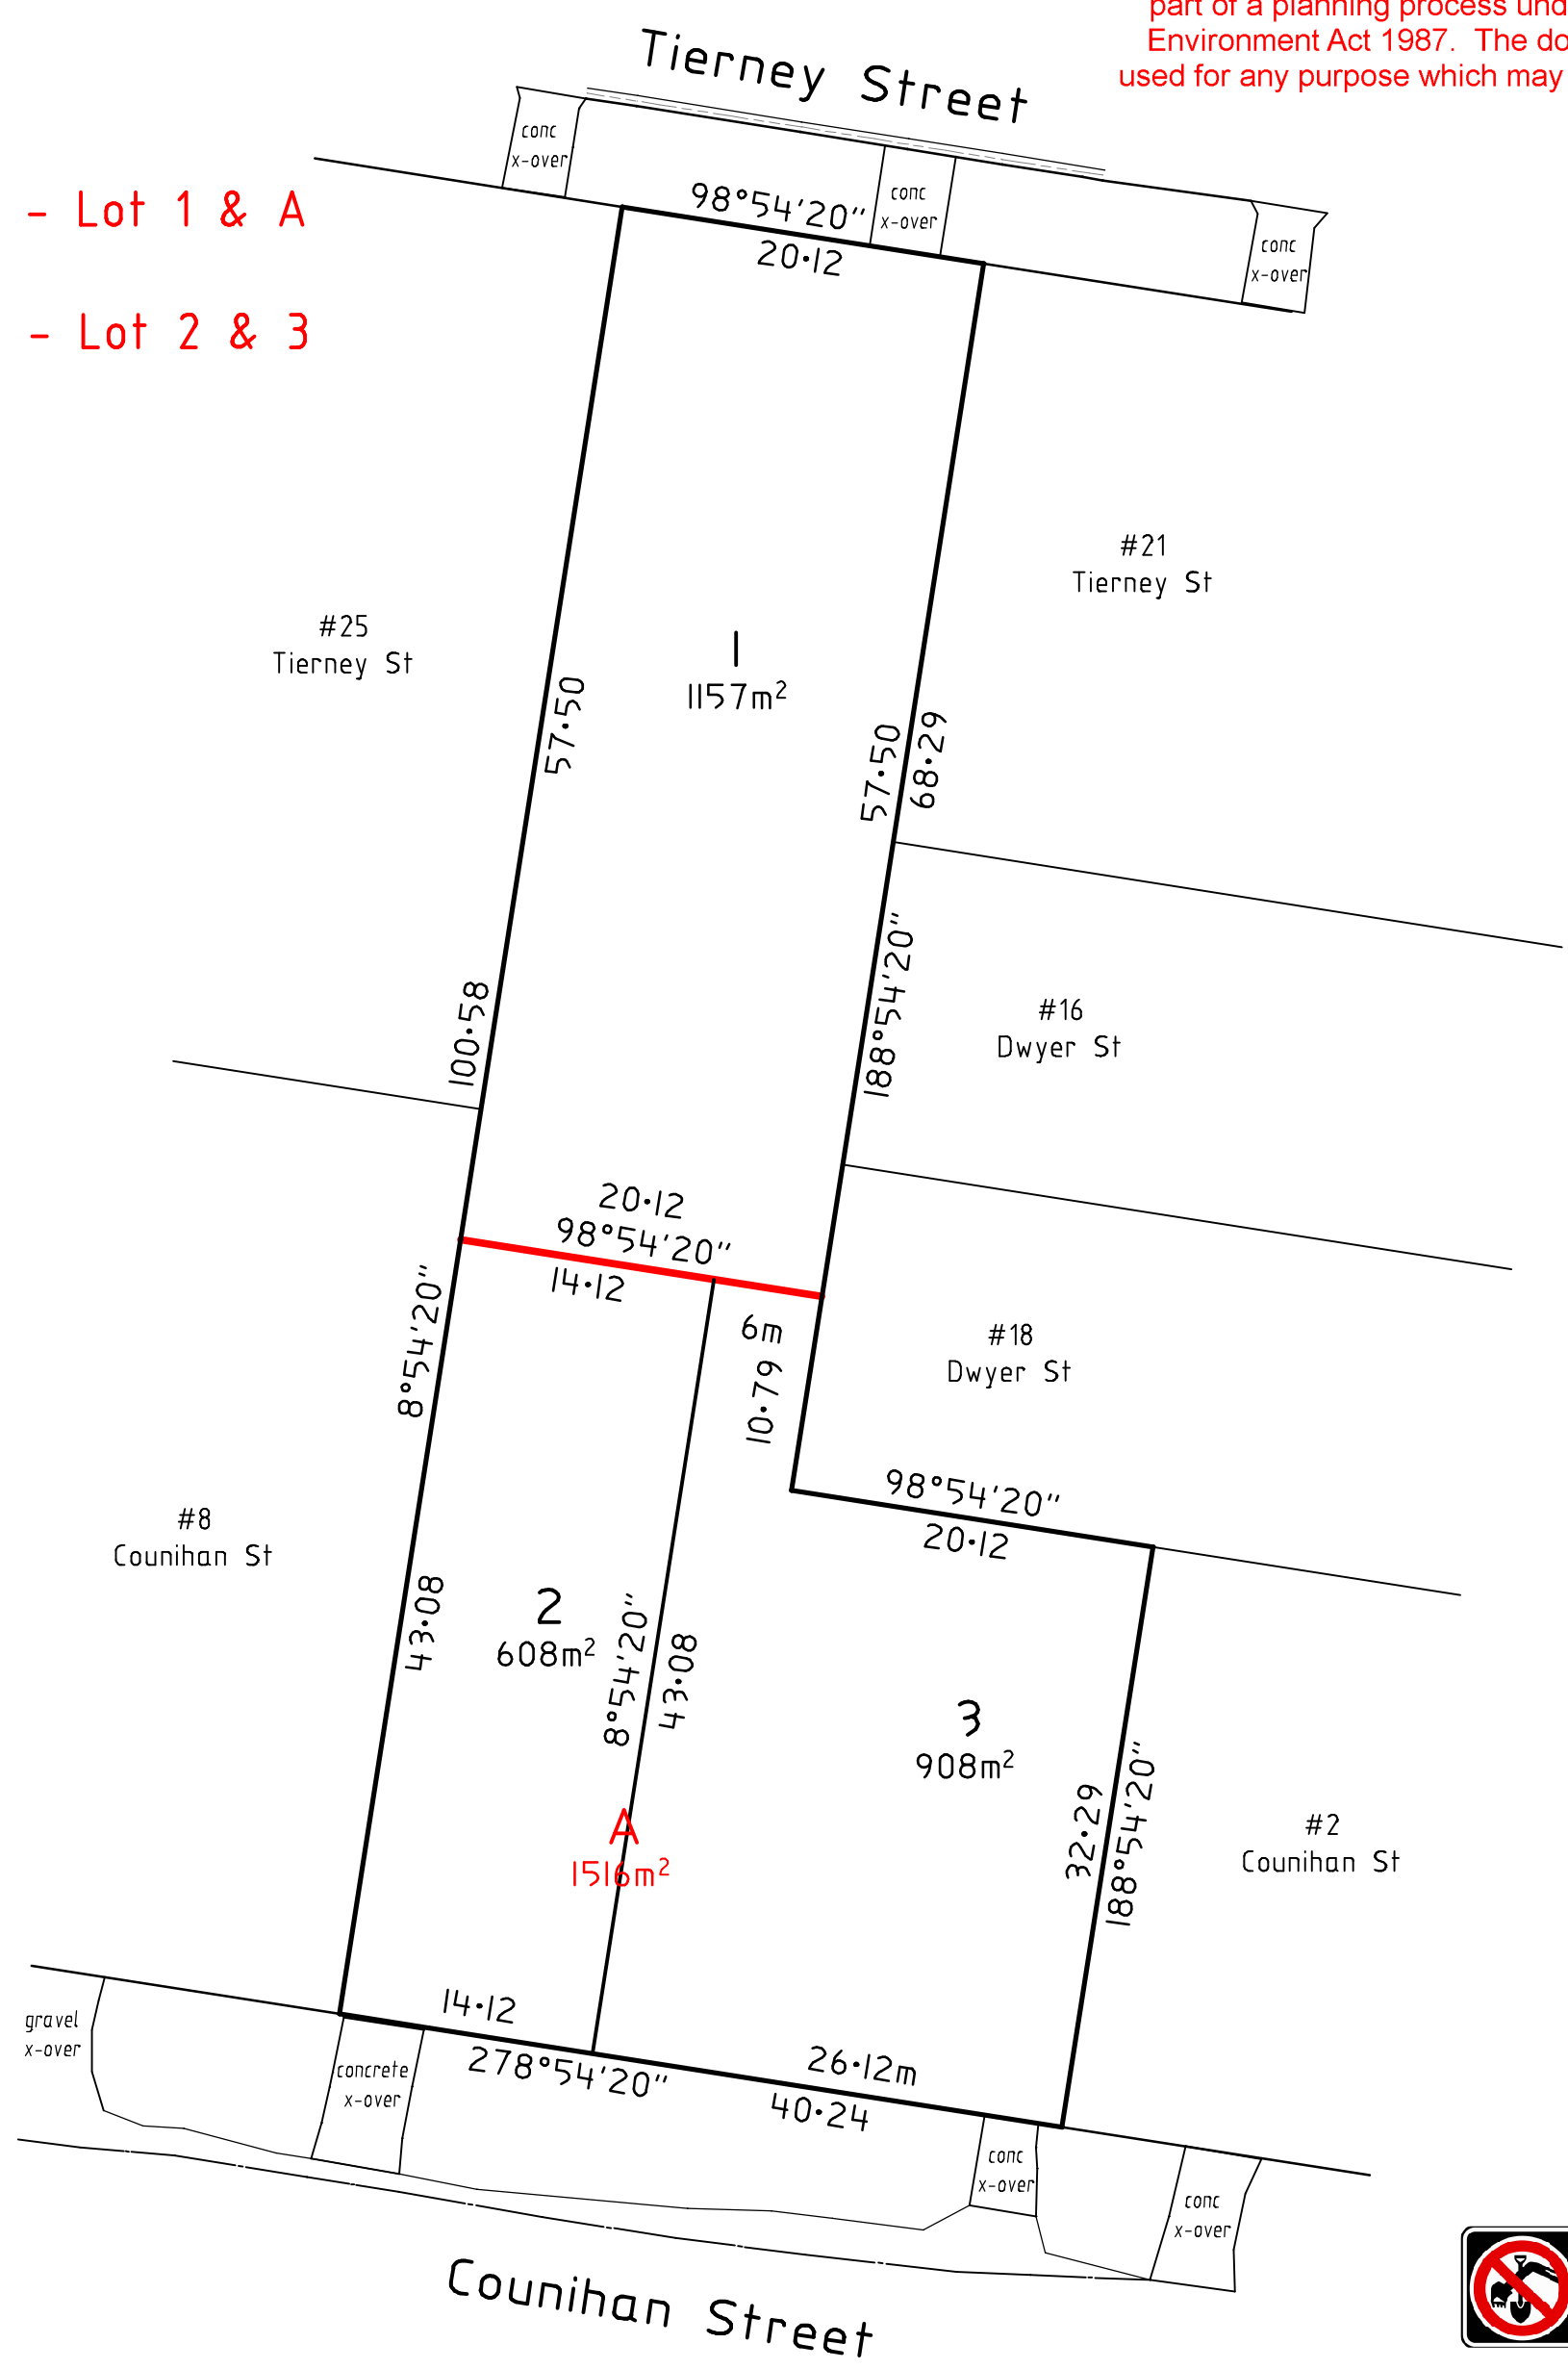 part of a planning process und
Environment Act 1987. The do
used for any purpose which may
Tierney Street
conc
x-over
98°54'20"
conc
x-over
20·12
conc
x-over
- Lot 1 & A
- Lot 2 & 3
#21
Tierney St
#25
Tierney St
1
1157m²
57·50
57·50
68·29
188°54'20"
100·58
#16
Dwyer St
20·12
98°54'20"
14·12
6m
10·79
8°54'20"
#18
Dwyer St
98°54'20"
20·12
#8
Counihan St
43·08
2
608m²
8°54'20"
43·08
3
908m²
A
1516m²
32·29
188°54'20"
#2
Counihan St
14·12
278°54'20"
26·12m
40·24
gravel
x-over
concrete
x-over
conc
x-over
conc
x-over
Counihan Street